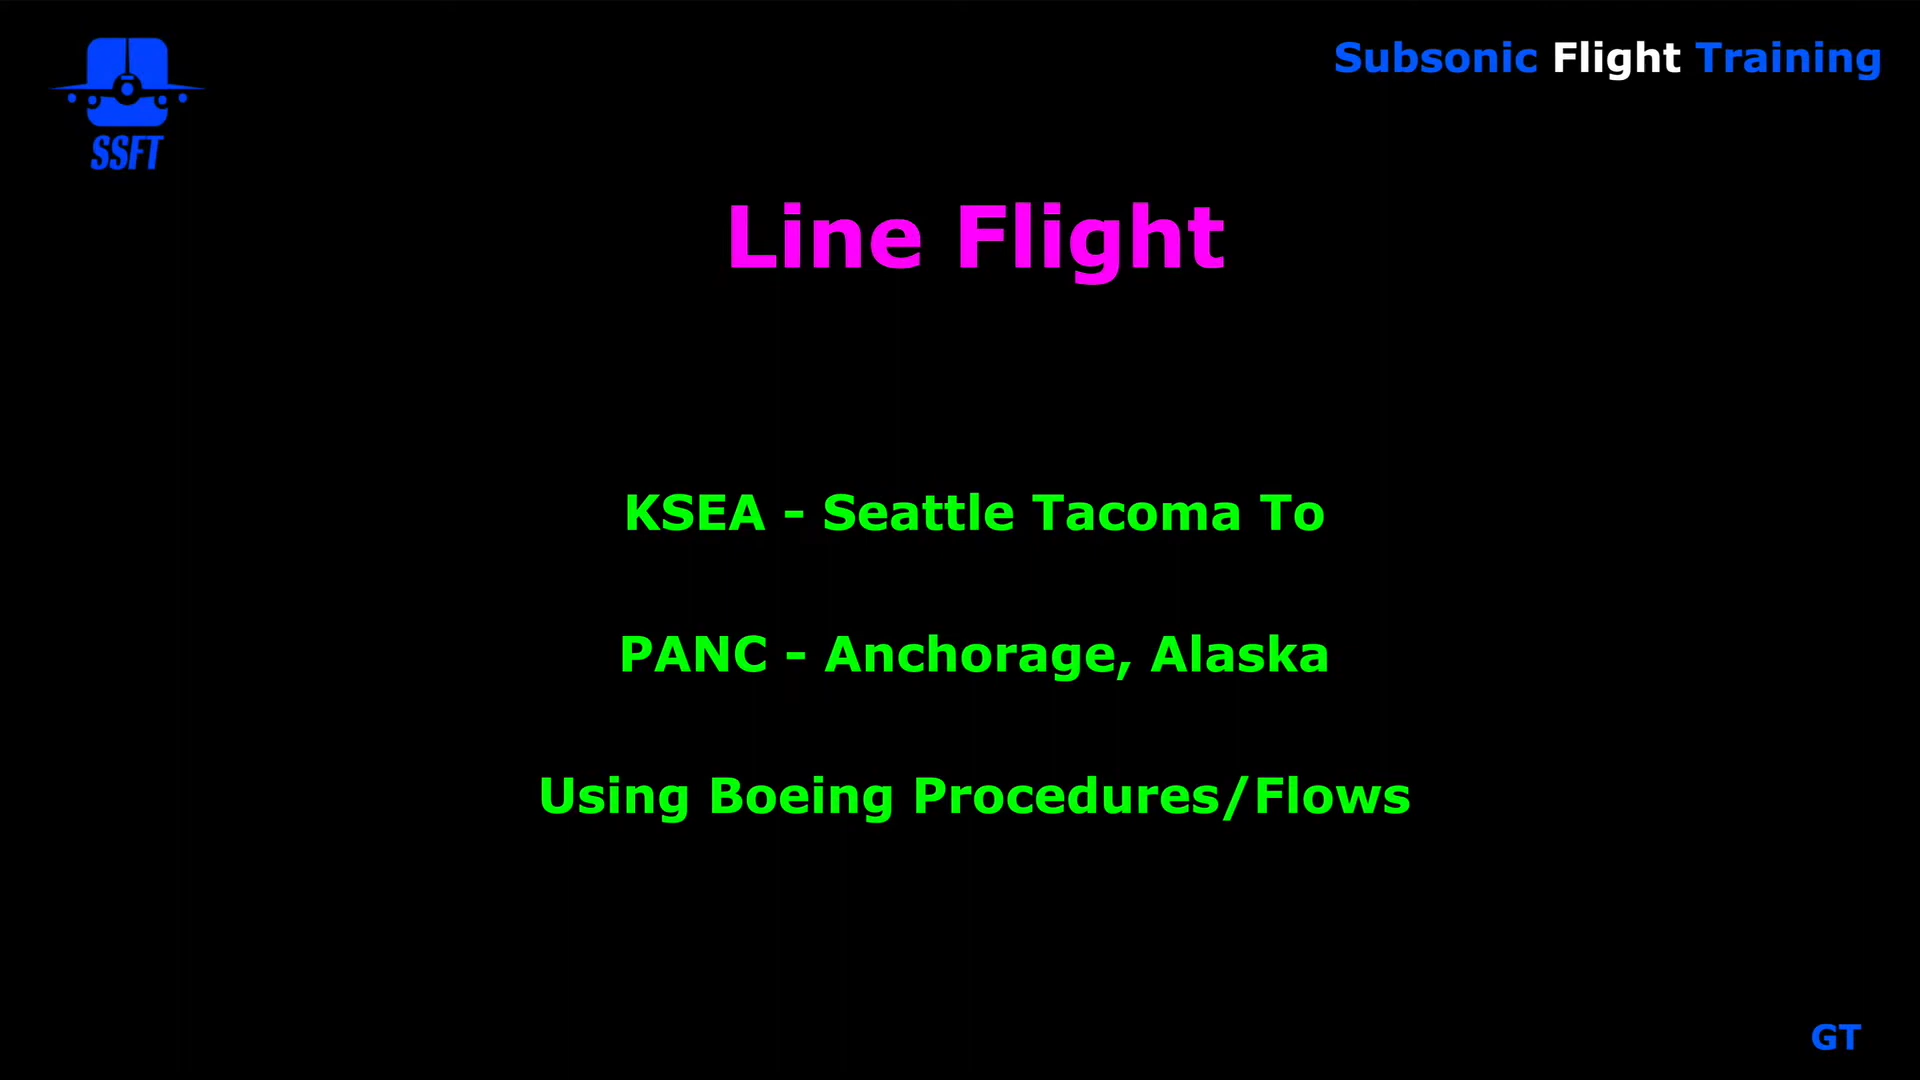 Subsonic Flight Training
SSFT
Line Flight
KSEA - Seattle Tacoma To
PANC - Anchorage, Alaska
Using Boeing Procedures/Flows
GT